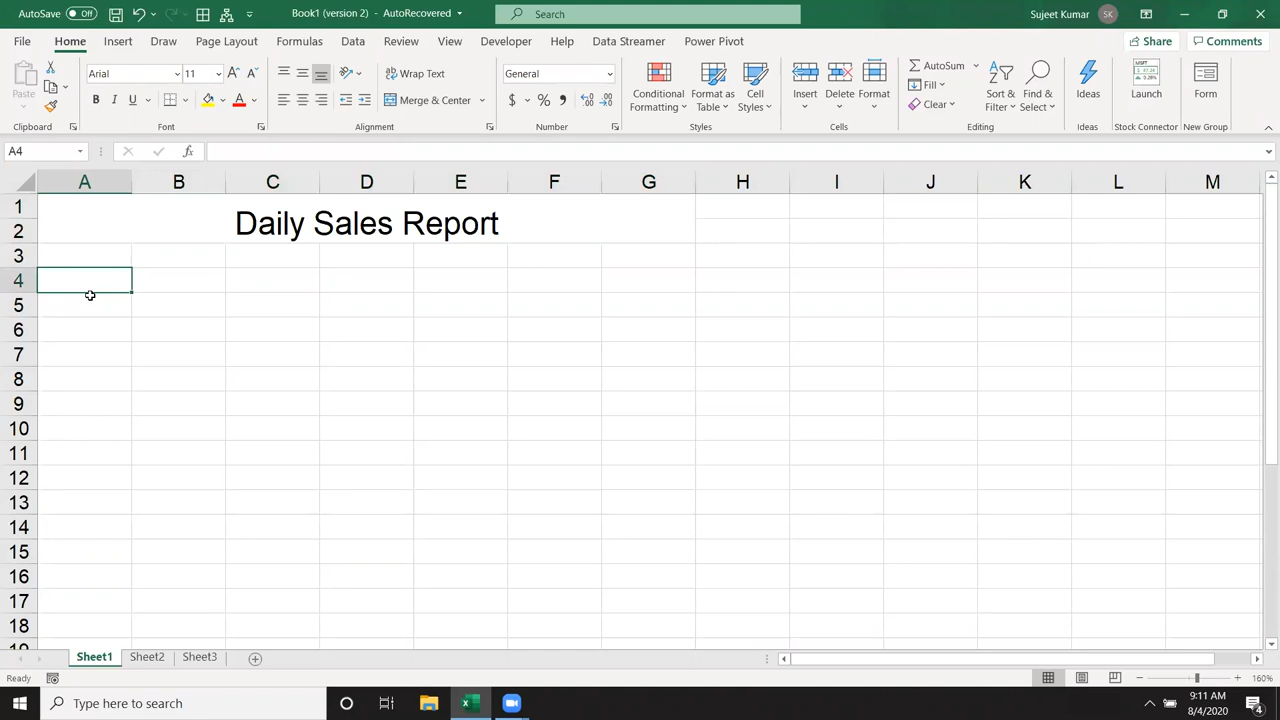 AutoSave Off Book1 (version 2) - AutoRecovered Search Sujeet Kumar SK
File Home Insert Draw Page Layout Formulas Data Review View Developer Help Data Streamer Power Pivot Share Comments
Paste Arial 11 Wrap Text General Conditional Formatting Format as Table Cell Styles Insert Delete Format AutoSum Fill Clear Sort & Filter Find & Select Ideas Launch Form
B I U Merge & Center $ % ,
Clipboard Font Alignment Number Styles Cells Editing Ideas Stock Connector New Group
A4 fx
A B C D E F G H I J K L M
1
Daily Sales Report
2
3
4
5
6
7
8
9
10
11
12
13
14
15
16
17
18
Sheet1 Sheet2 Sheet3
Ready 160%
Type here to search 9:11 AM
8/4/2020 4